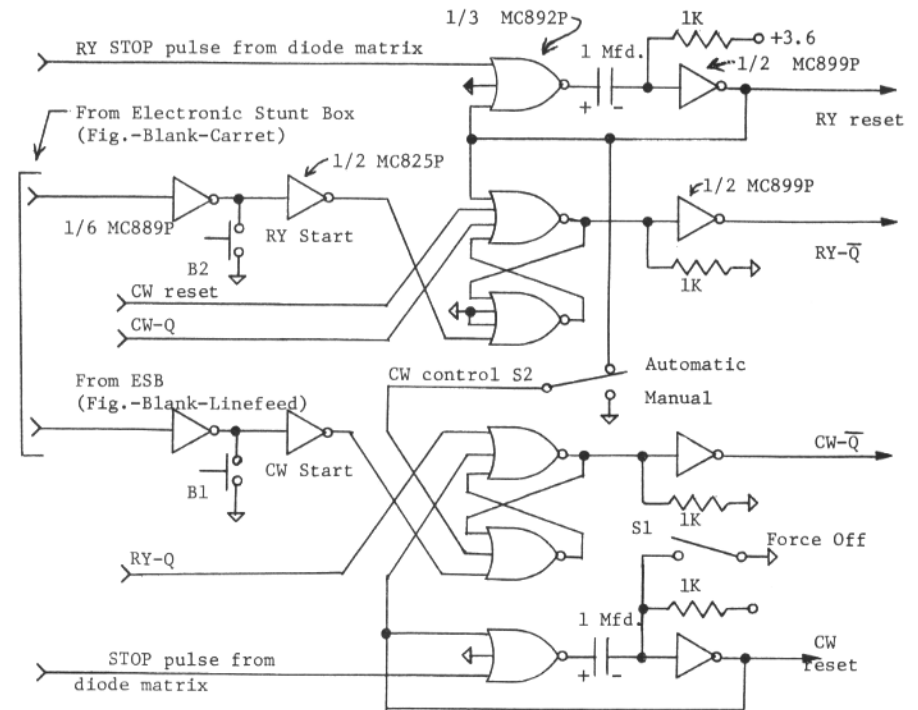 1/3 MC892P
RY STOP pulse from diode matrix
1 Mfd.
1K
+3.6
1/2 MC899P
+ -
RY reset
From Electronic Stunt Box
(Fig.-Blank-Carret)
1/2 MC825P
1/2 MC899P
1/6 MC889P
RY Start
B2
RY-Q̅
1K
CW reset
CW-Q
From ESB
(Fig.-Blank-Linefeed)
CW control S2
Automatic
Manual
CW Start
B1
CW-Q̅
1K
S1
Force Off
RY-Q
1K
1 Mfd.
+ -
STOP pulse from
diode matrix
CW
reset